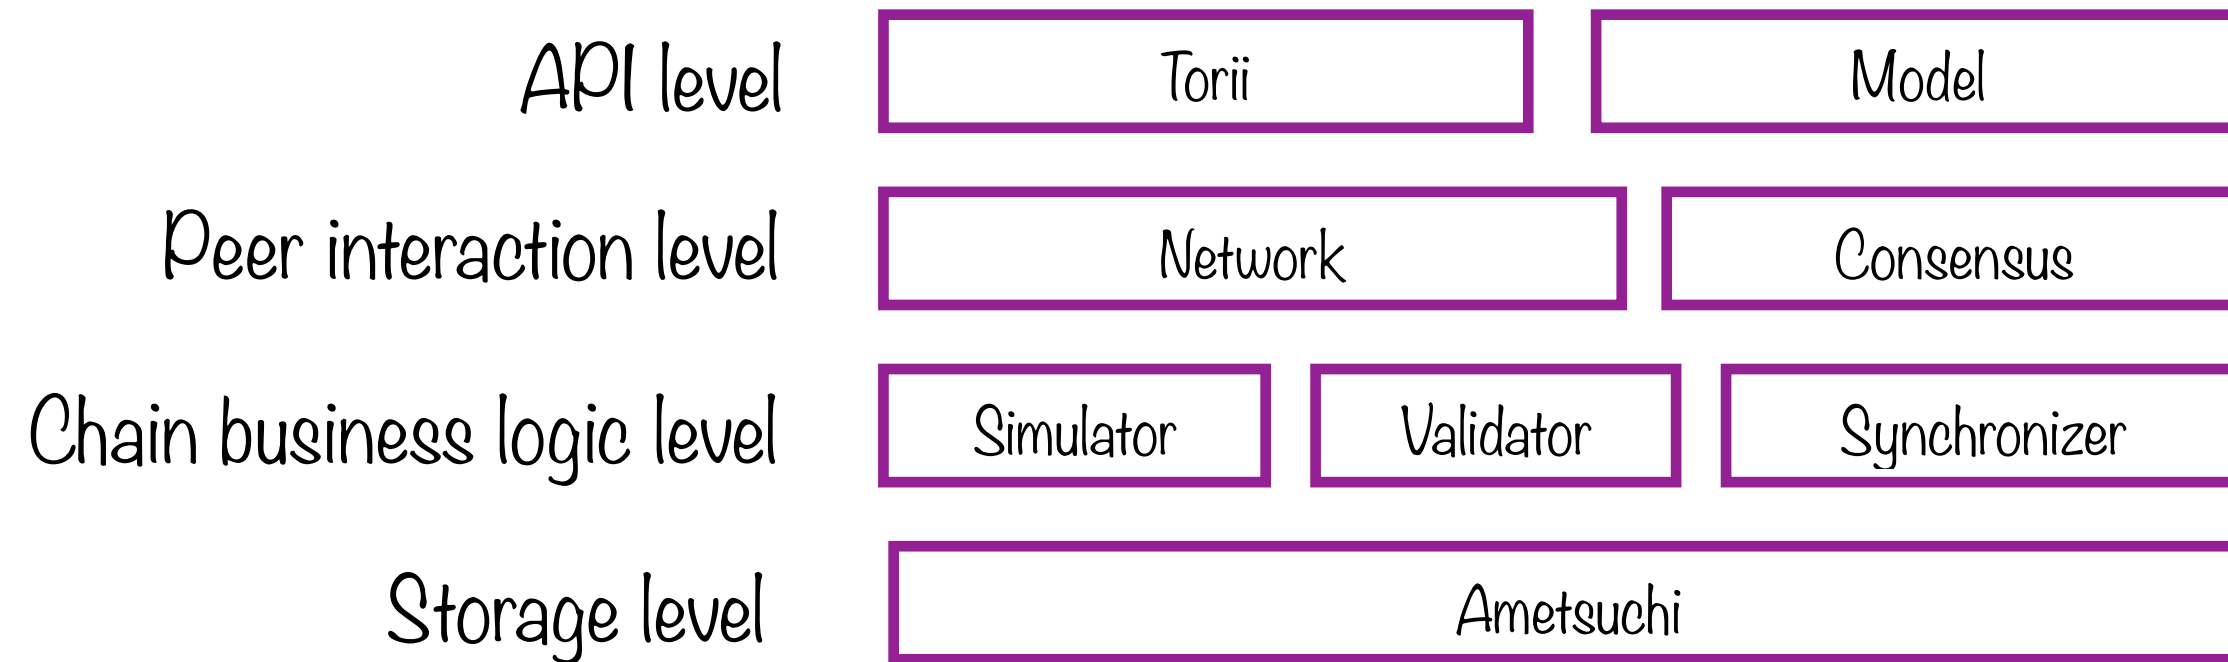 API level
Torii
Model
Peer interaction level
Network
Consensus
Chain business logic level
Simulator
Validator
Synchronizer
Storage level
Ametsuchi